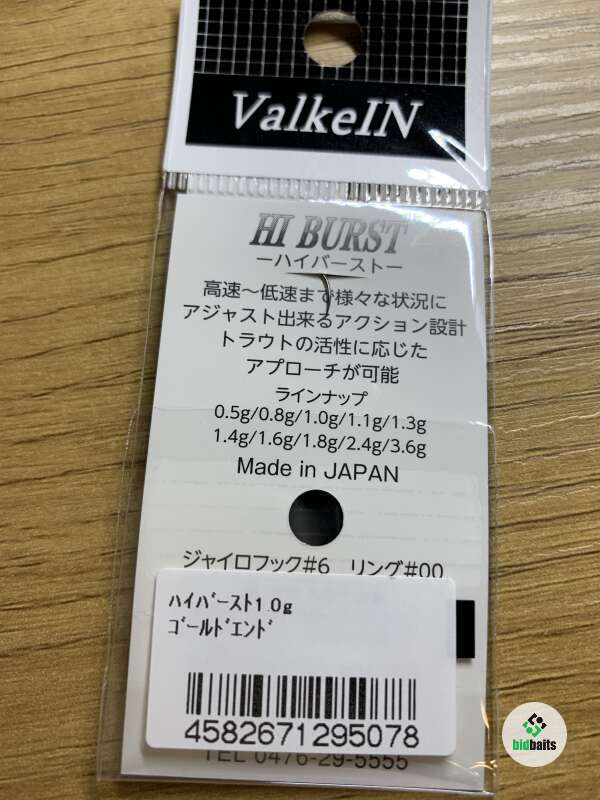 ValkeIN
HI BURST
ーハイバーストー
高速～低速まで様々な状況に
アジャスト出来るアクション設計
トラウトの活性に応じた
アプローチが可能
ラインナップ
0.5g/0.8g/1.0g/1.1g/1.3g
1.4g/1.6g/1.8g/2.4g/3.6g
Made in JAPAN
ジャイロフック#6 リング#00
ﾊｲﾊﾞｰｽﾄ1.0g
ｺﾞｰﾙﾄﾞｴﾝﾄﾞ
4582671295078
TEL 0476-29-5555
bidbaits